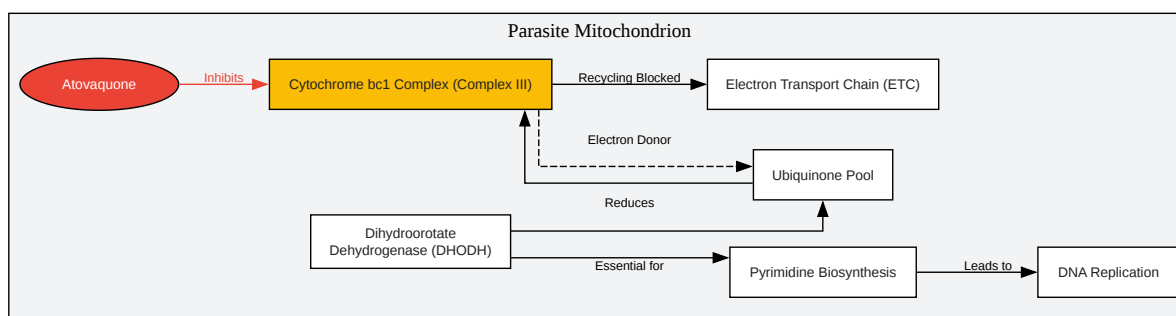 Parasite Mitochondrion
Atovaquone
Inhibits
Cytochrome bc1 Complex (Complex III)
Recycling Blocked
Electron Transport Chain (ETC)
Electron Donor
Ubiquinone Pool
Reduces
Dihydroorotate
Dehydrogenase (DHODH)
Essential for
Pyrimidine Biosynthesis
Leads to
DNA Replication